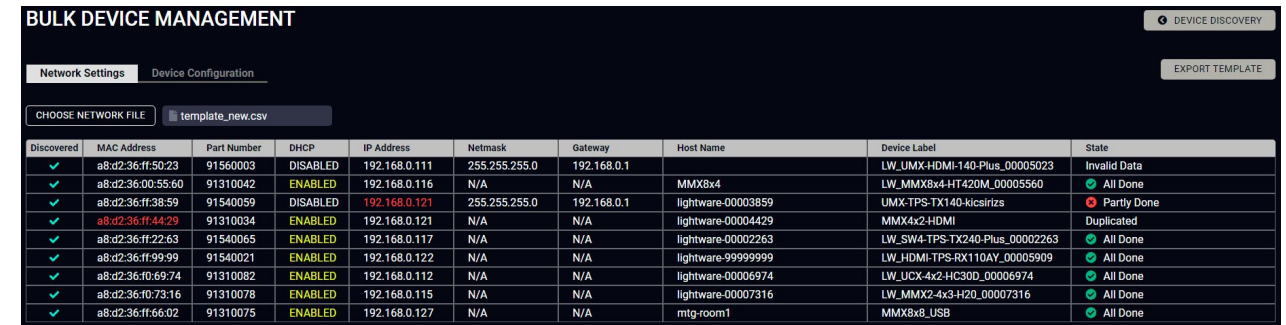 BULK DEVICE MANAGEMENT
DEVICE DISCOVERY
Network Settings Device Configuration
EXPORT TEMPLATE
CHOOSE NETWORK FILE template_new.csv
Discovered MAC Address Part Number DHCP IP Address Netmask Gateway Host Name Device Label State
a8:d2:36:ff:50:23 91560003 DISABLED 192.168.0.111 255.255.255.0 192.168.0.1 LW_UMX-HDMI-140-Plus_00005023 Invalid Data
a8:d2:36:00:55:60 91310042 ENABLED 192.168.0.116 N/A N/A MMX8x4 LW_MMX8x4-HT420M_00005560 All Done
a8:d2:36:ff:38:59 91540059 DISABLED 192.168.0.121 255.255.255.0 192.168.0.1 lightware-00003859 UMX-TPS-TX140-kicsirizs Partly Done
a8:d2:36:ff:44:29 91310034 ENABLED 192.168.0.121 N/A N/A lightware-00004429 MMX4x2-HDMI Duplicated
a8:d2:36:ff:22:63 91540065 ENABLED 192.168.0.117 N/A N/A lightware-00002263 LW_SW4-TPS-TX240-Plus_00002263 All Done
a8:d2:36:ff:99:99 91540021 ENABLED 192.168.0.122 N/A N/A lightware-99999999 LW_HDMI-TPS-RX110AY_00005909 All Done
a8:d2:36:f0:69:74 91310082 ENABLED 192.168.0.112 N/A N/A lightware-00006974 LW_UCX-4x2-HC30D_00006974 All Done
a8:d2:36:f0:73:16 91310078 ENABLED 192.168.0.115 N/A N/A lightware-00007316 LW_MMX2-4x3-H20_00007316 All Done
a8:d2:36:ff:66:02 91310075 ENABLED 192.168.0.127 N/A N/A mtg-room1 MMX8x8_USB All Done